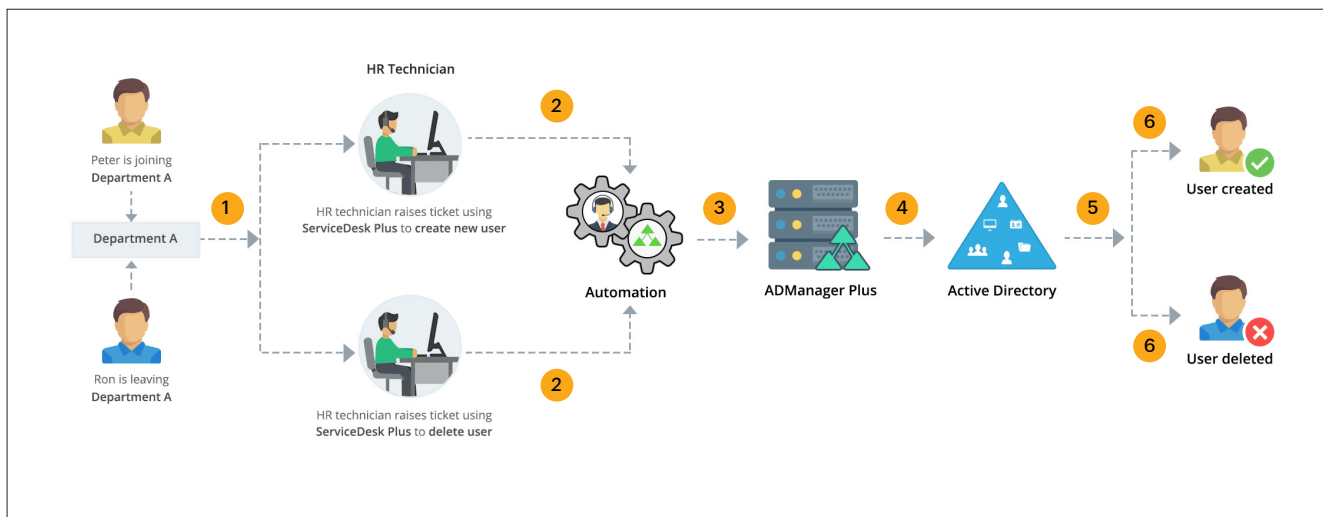 HR Technician
2
Peter is joining
Department A
1
HR technician raises ticket using
ServiceDesk Plus to create new user
Department A
3
4
5
6
User created
Automation
ADManager Plus
Active Directory
Ron is leaving
Department A
2
HR technician raises ticket using
ServiceDesk Plus to delete user
6
User deleted